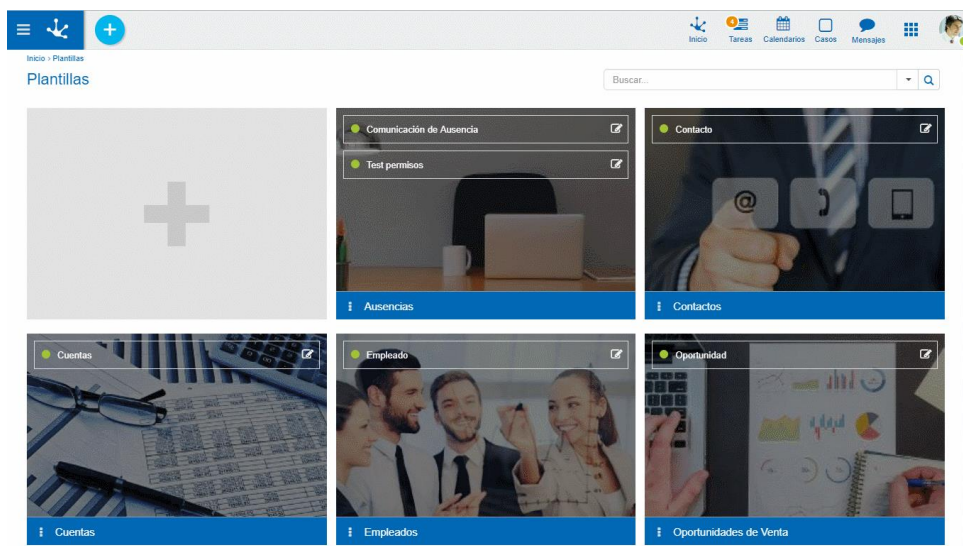 4
Inicio
Tareas
Calendarios
Casos
Mensajes
Inicio > Plantillas
Plantillas
Buscar...
Comunicación de Ausencia
Test permisos
Ausencias
Contacto
@
Contactos
Cuentas
Cuentas
Empleado
Empleados
Oportunidad
Oportunidades de Venta